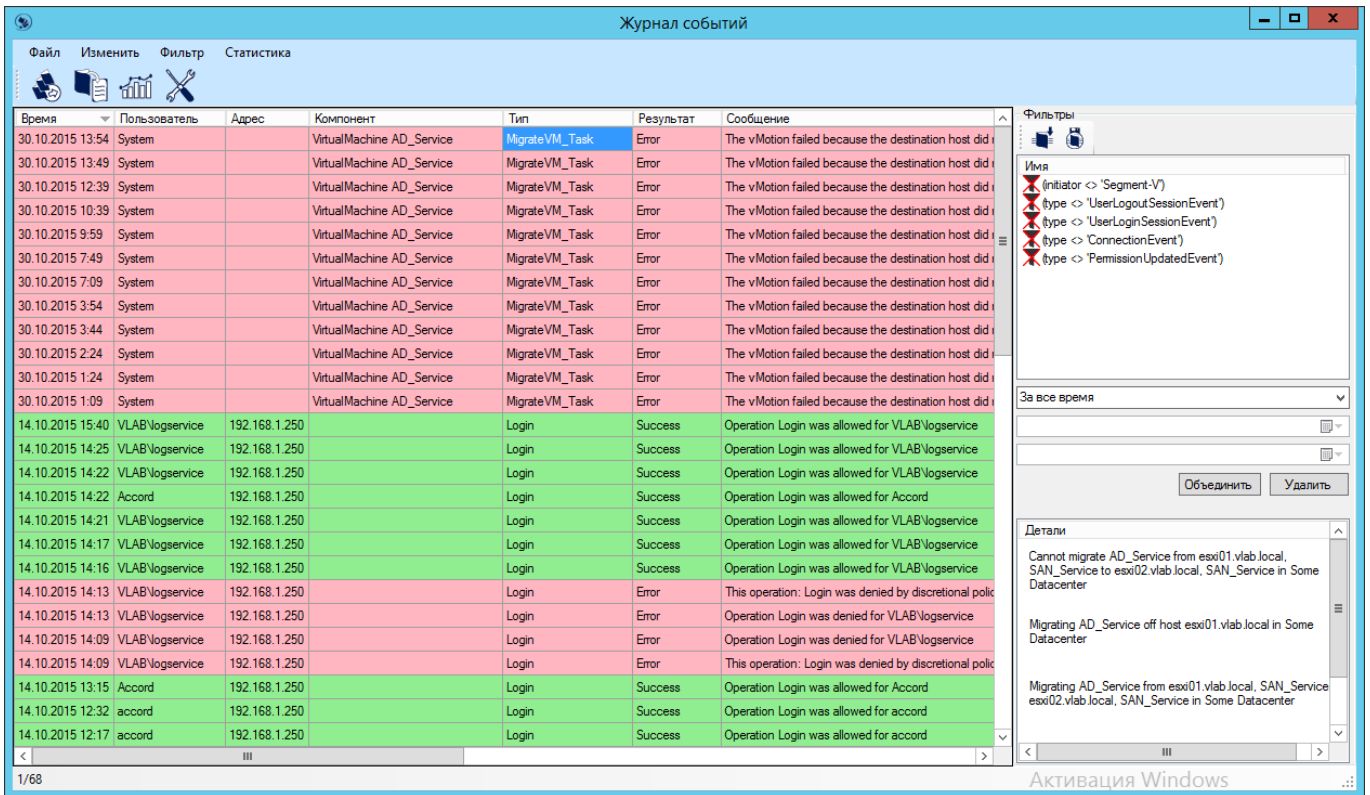 Журнал событий
Файл Изменить Фильтр Статистика
Время Пользователь Адрес Компонент Тип Результат Сообщение
30.10.2015 13:54 System VirtualMachine AD_Service MigrateVM_Task Error The vMotion failed because the destination host did
30.10.2015 13:49 System VirtualMachine AD_Service MigrateVM_Task Error The vMotion failed because the destination host did
30.10.2015 12:39 System VirtualMachine AD_Service MigrateVM_Task Error The vMotion failed because the destination host did
30.10.2015 10:39 System VirtualMachine AD_Service MigrateVM_Task Error The vMotion failed because the destination host did
30.10.2015 9:59 System VirtualMachine AD_Service MigrateVM_Task Error The vMotion failed because the destination host did
30.10.2015 7:49 System VirtualMachine AD_Service MigrateVM_Task Error The vMotion failed because the destination host did
30.10.2015 7:09 System VirtualMachine AD_Service MigrateVM_Task Error The vMotion failed because the destination host did
30.10.2015 3:54 System VirtualMachine AD_Service MigrateVM_Task Error The vMotion failed because the destination host did
30.10.2015 3:44 System VirtualMachine AD_Service MigrateVM_Task Error The vMotion failed because the destination host did
30.10.2015 2:24 System VirtualMachine AD_Service MigrateVM_Task Error The vMotion failed because the destination host did
30.10.2015 1:24 System VirtualMachine AD_Service MigrateVM_Task Error The vMotion failed because the destination host did
30.10.2015 1:09 System VirtualMachine AD_Service MigrateVM_Task Error The vMotion failed because the destination host did
14.10.2015 15:40 VLAB\logservice 192.168.1.250 Login Success Operation Login was allowed for VLAB\logservice
14.10.2015 14:25 VLAB\logservice 192.168.1.250 Login Success Operation Login was allowed for VLAB\logservice
14.10.2015 14:22 VLAB\logservice 192.168.1.250 Login Success Operation Login was allowed for VLAB\logservice
14.10.2015 14:22 Accord 192.168.1.250 Login Success Operation Login was allowed for Accord
14.10.2015 14:21 VLAB\logservice 192.168.1.250 Login Success Operation Login was allowed for VLAB\logservice
14.10.2015 14:17 VLAB\logservice 192.168.1.250 Login Success Operation Login was allowed for VLAB\logservice
14.10.2015 14:16 VLAB\logservice 192.168.1.250 Login Success Operation Login was allowed for VLAB\logservice
14.10.2015 14:13 VLAB\logservice 192.168.1.250 Login Error This operation: Login was denied by discretional polic
14.10.2015 14:13 VLAB\logservice 192.168.1.250 Login Error Operation Login was denied for VLAB\logservice
14.10.2015 14:09 VLAB\logservice 192.168.1.250 Login Error Operation Login was denied for VLAB\logservice
14.10.2015 14:09 VLAB\logservice 192.168.1.250 Login Error This operation: Login was denied by discretional polic
14.10.2015 13:15 Accord 192.168.1.250 Login Success Operation Login was allowed for Accord
14.10.2015 12:32 accord 192.168.1.250 Login Success Operation Login was allowed for accord
14.10.2015 12:17 accord 192.168.1.250 Login Success Operation Login was allowed for accord
1/68
Фильтры
Имя
(initiator <> 'Segment-V')
(type <> 'UserLogoutSessionEvent')
(type <> 'UserLoginSessionEvent')
(type <> 'ConnectionEvent')
(type <> 'PermissionUpdatedEvent')
За все время
Объединить Удалить
Детали
Cannot migrate AD_Service from esxi01.vlab.local,
SAN_Service to esxi02.vlab.local, SAN_Service in Some
Datacenter
Migrating AD_Service off host esxi01.vlab.local in Some
Datacenter
Migrating AD_Service from esxi01.vlab.local, SAN_Service
esxi02.vlab.local, SAN_Service in Some Datacenter
Активация Windows